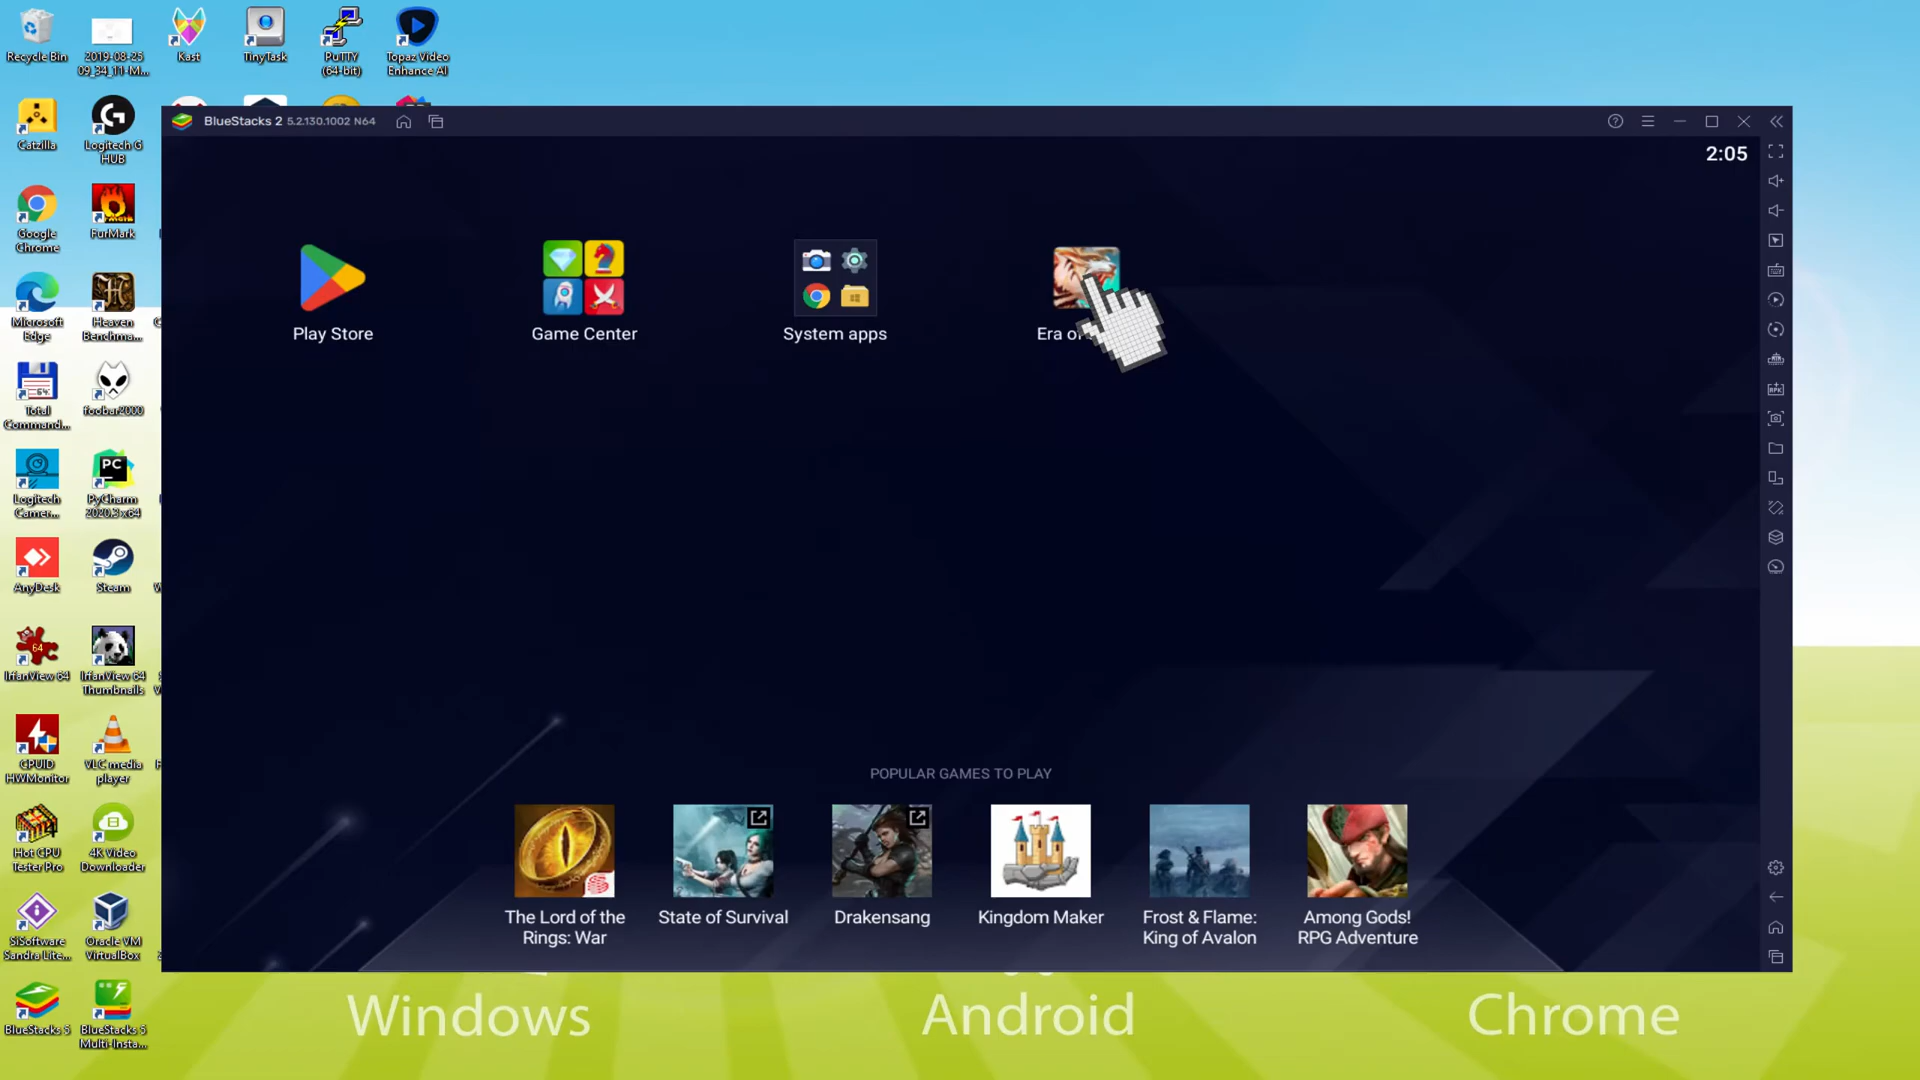 Recycle Bin
2019-08-25
09_34_11-M...
Kast
TinyTask
PuTTY
(64-bit)
Topaz Video
Enhance AI
Catzilla
Logitech G
HUB
Google
Chrome
FurMark
Microsoft
Edge
Heaven
Benchma...
Total
Command...
foobar2000
Logitech
Camer...
PyCharm
2020.3 x64
AnyDesk
Steam
IrfanView 64
IrfanView 64
Thumbnails
CPUID
HWMonitor
VLC media
player
Hot CPU
Tester Pro
4K Video
Downloader
SiSoftware
Sandra Lite...
Oracle VM
VirtualBox
BlueStacks 5
BlueStacks 5
Multi-Insta...
BlueStacks 2 5.2.130.1002 N64
2:05
Play Store
Game Center
System apps
Era o
POPULAR GAMES TO PLAY
The Lord of the
Rings: War
State of Survival
Drakensang
Kingdom Maker
Frost & Flame:
King of Avalon
Among Gods!
RPG Adventure
Windows
Android
Chrome